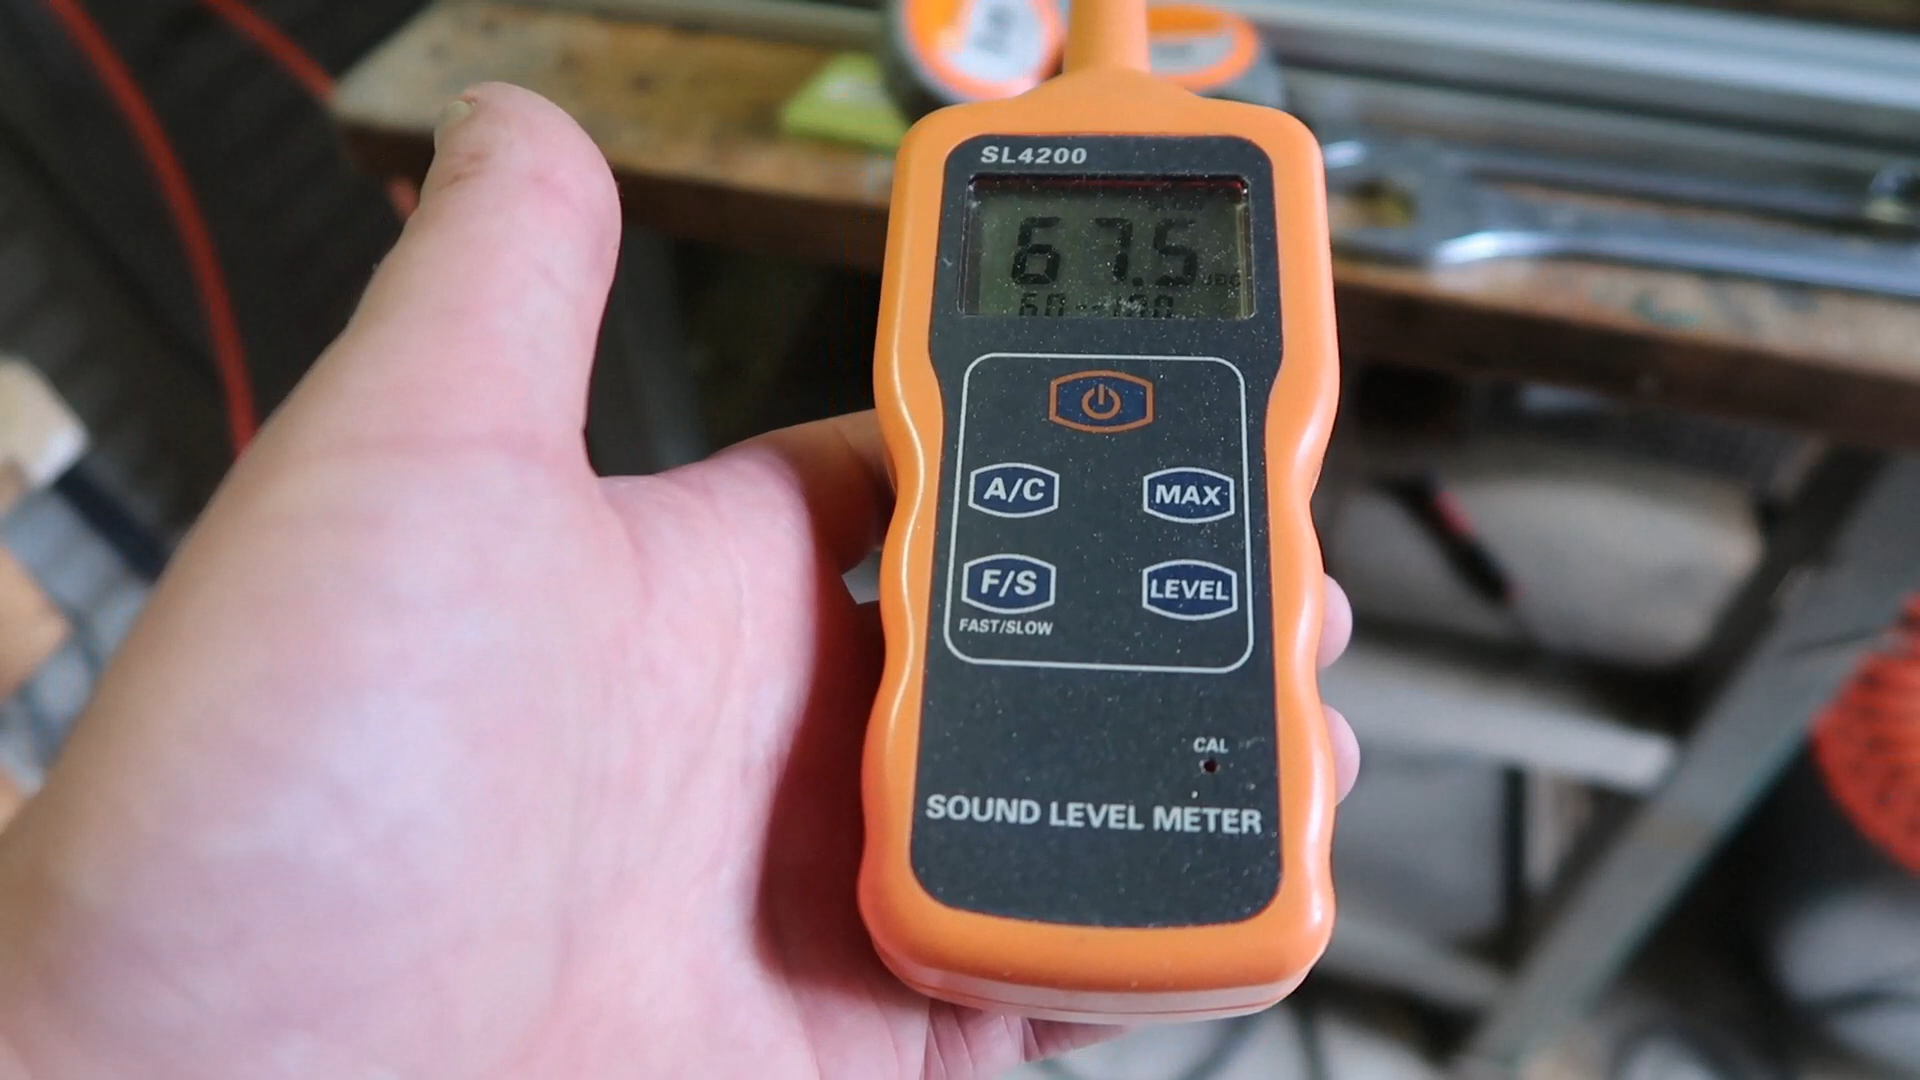 SL4200
67.5
A/C
MAX
F/S
LEVEL
FAST/SLOW
CAL
SOUND LEVEL METER